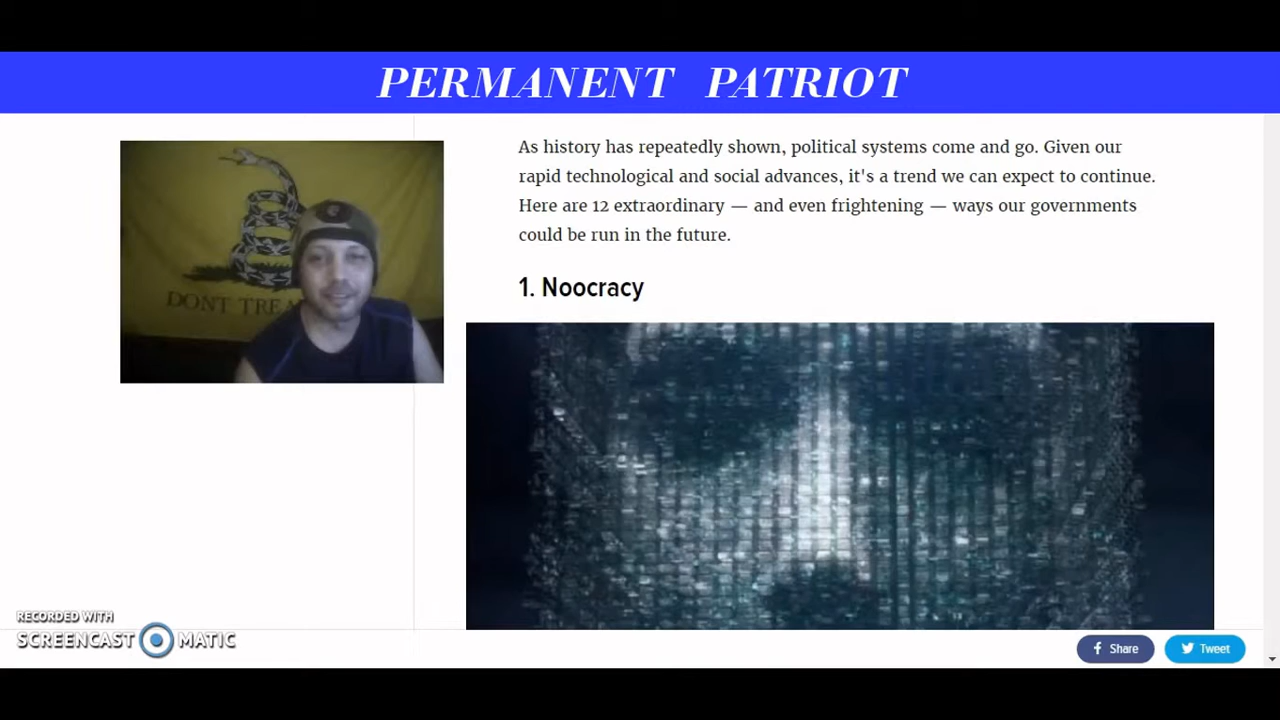 PERMANENT PATRIOT
As history has repeatedly shown, political systems come and go. Given our
rapid technological and social advances, it's a trend we can expect to continue.
Here are 12 extraordinary — and even frightening — ways our governments
could be run in the future.
1. Noocracy
DONT TREA
RECORDED WITH
SCREENCAST MATIC
Share
Tweet